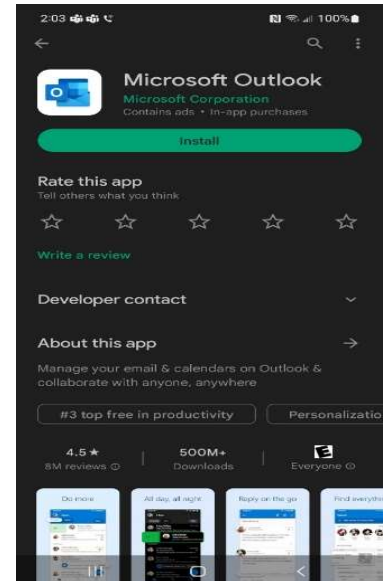 2:03
100%
Microsoft Outlook
Microsoft Corporation
Contains ads • In-app purchases
Install
Rate this app
Tell others what you think
Write a review
Developer contact
About this app
Manage your email & calendars on Outlook &
collaborate with anyone, anywhere
#3 top free in productivity
Personalizatio
4.5★
500M+
E
8M reviews
Downloads
Everyone
Do more
All day, all night
Reply on the go
Find everythi